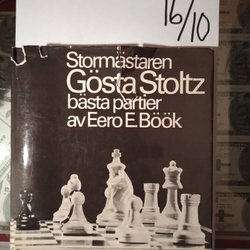 16/10
Stormästaren
Gösta Stoltz
bästa partier
av Eero E. Böök